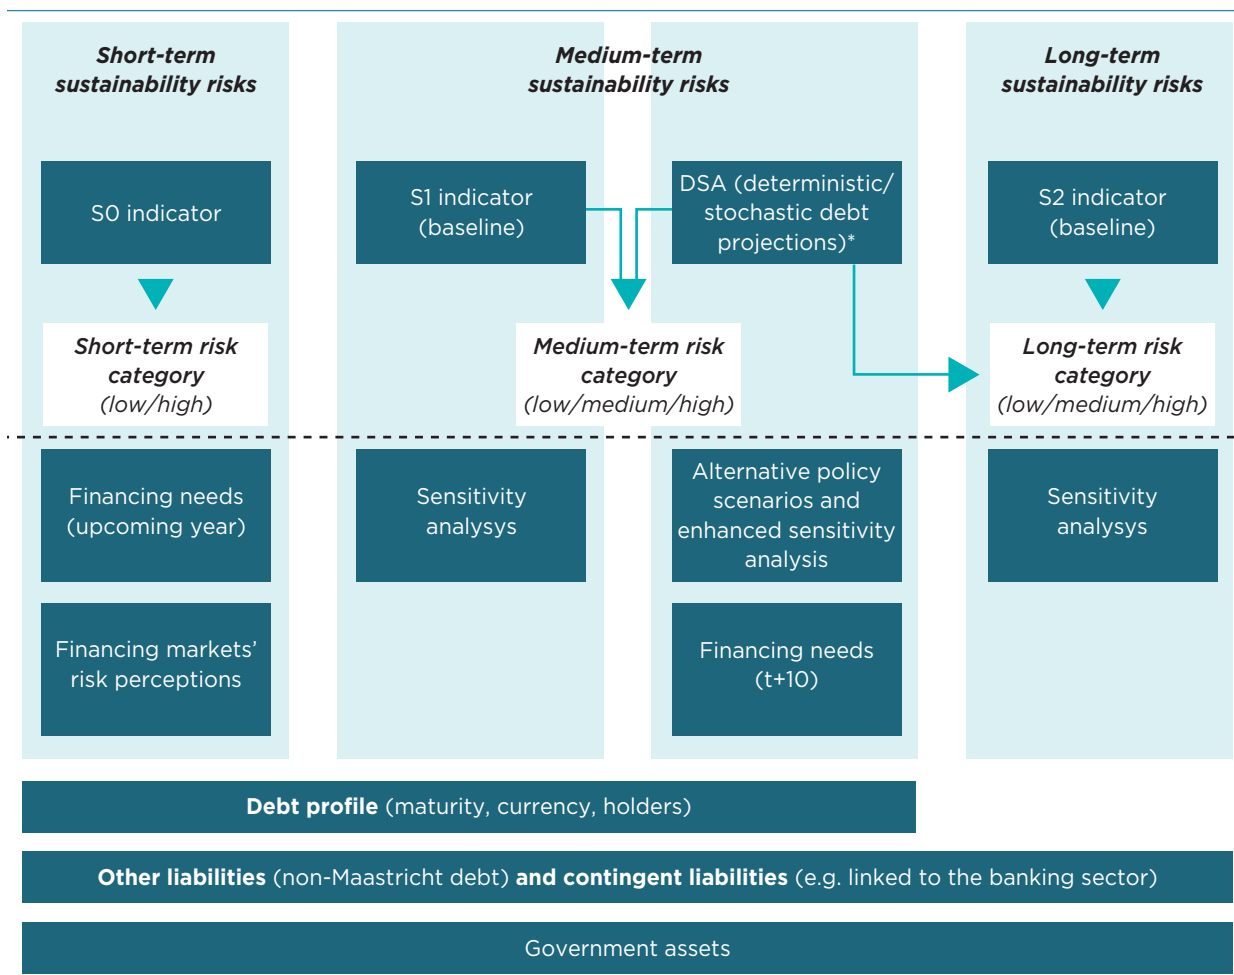 Short-term
sustainability risks
Medium-term
sustainability risks
Long-term
sustainability risks
S0 indicator
S1 indicator
(baseline)
DSA (deterministic/
stochastic debt
projections)*
S2 indicator
(baseline)
Short-term risk
category
(low/high)
Medium-term risk
category
(low/medium/high)
Long-term risk
category
(low/medium/high)
Financing needs
(upcoming year)
Sensitivity
analysys
Alternative policy
scenarios and
enhanced sensitivity
analysis
Sensitivity
analysys
Financing markets’
risk perceptions
Financing needs
(t+10)
Debt profile (maturity, currency, holders)
Other liabilities (non-Maastricht debt) and contingent liabilities (e.g. linked to the banking sector)
Government assets